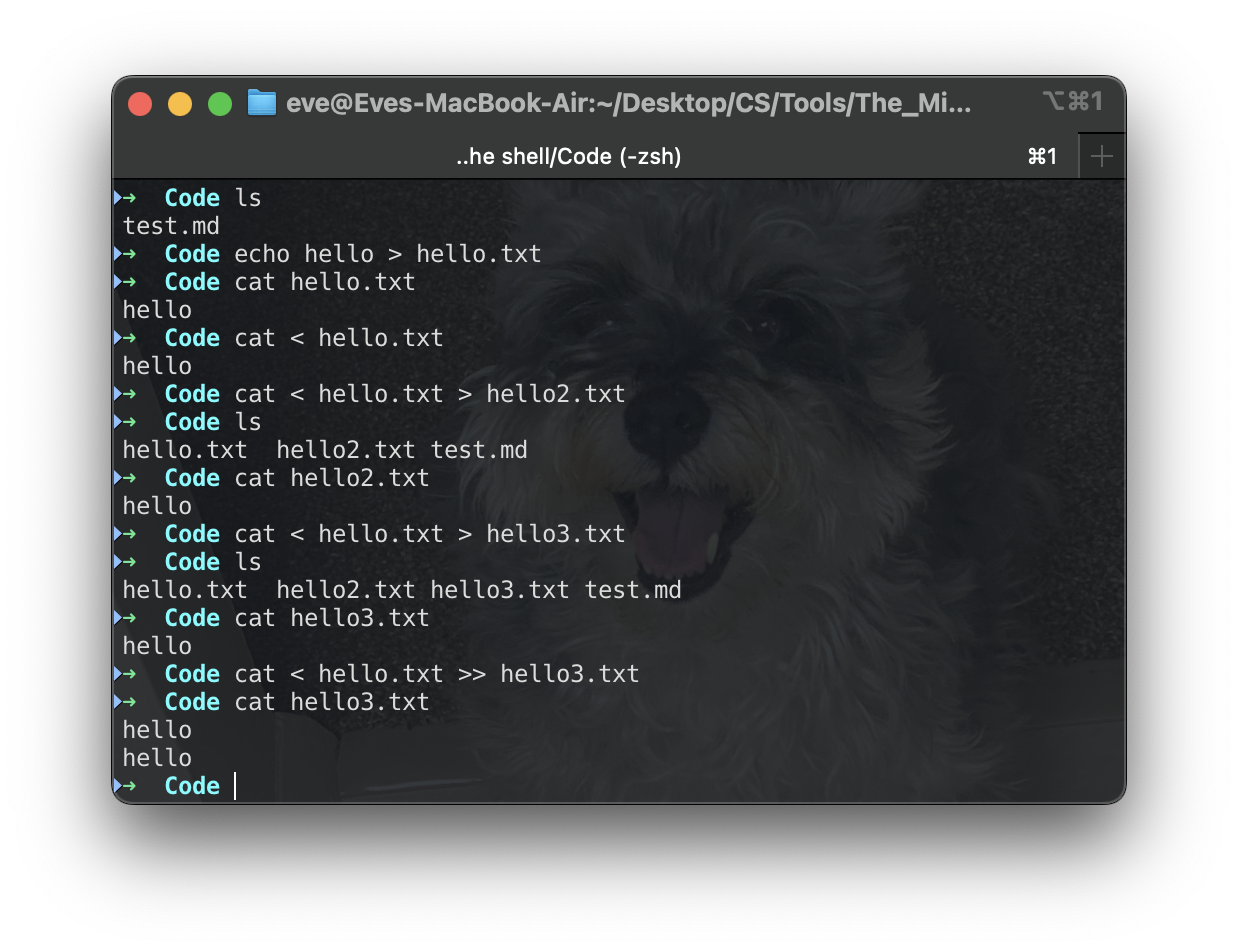 eve@Eves-MacBook-Air:~/Desktop/CS/Tools/The_Mi... ⌥⌘1
..he shell/Code (-zsh) ⌘1
➜ Code ls
test.md
➜ Code echo hello > hello.txt
➜ Code cat hello.txt
hello
➜ Code cat < hello.txt
hello
➜ Code cat < hello.txt > hello2.txt
➜ Code ls
hello.txt  hello2.txt test.md
➜ Code cat hello2.txt
hello
➜ Code cat < hello.txt > hello3.txt
➜ Code ls
hello.txt  hello2.txt hello3.txt test.md
➜ Code cat hello3.txt
hello
➜ Code cat < hello.txt >> hello3.txt
➜ Code cat hello3.txt
hello
hello
➜ Code